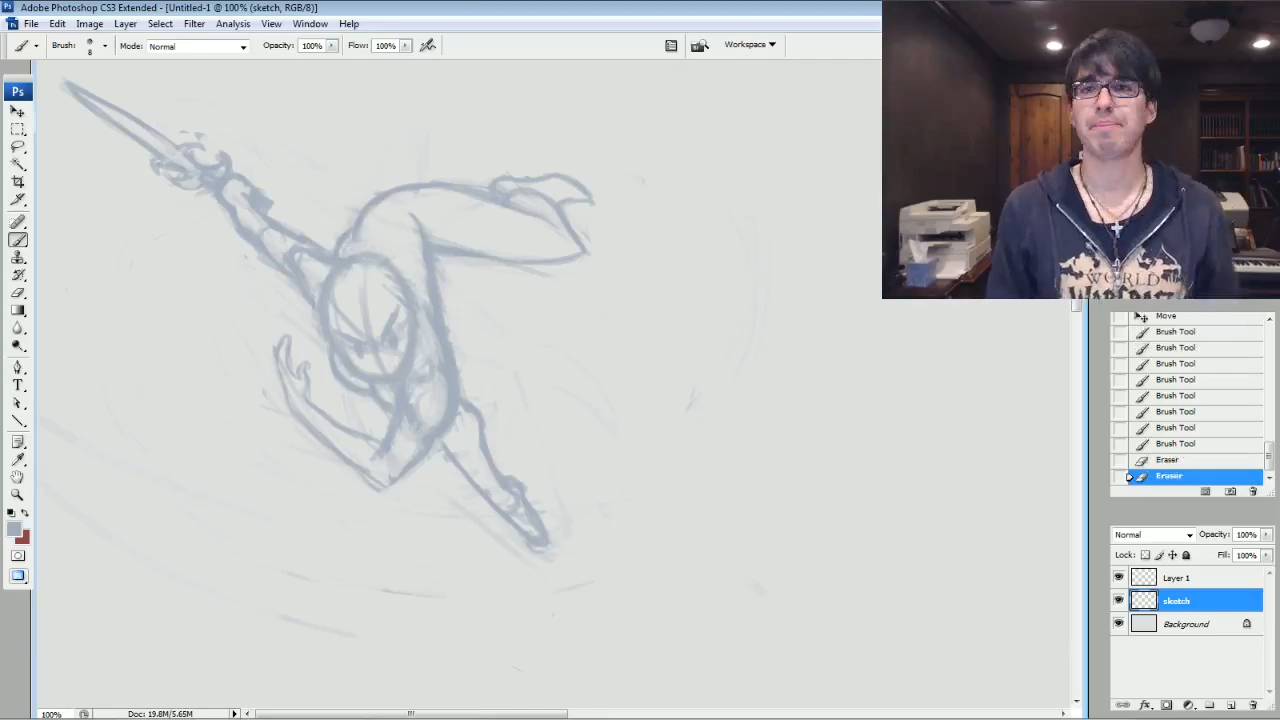 Adobe Photoshop CS3 Extended - [Untitled-1 @ 100% (sketch, RGB/8)]
File Edit Image Layer Select Filter Analysis View Window Help
Brush: 8 Mode: Normal Opacity: 100% Flow: 100% Workspace
Ps
WORLD
WARCRAFT
Move
Brush Tool
Brush Tool
Brush Tool
Brush Tool
Brush Tool
Brush Tool
Brush Tool
Brush Tool
Eraser
Eraser
Normal Opacity: 100%
Lock: Fill: 100%
Layer 1
sketch
Background
100% Doc: 19.8M/5.65M